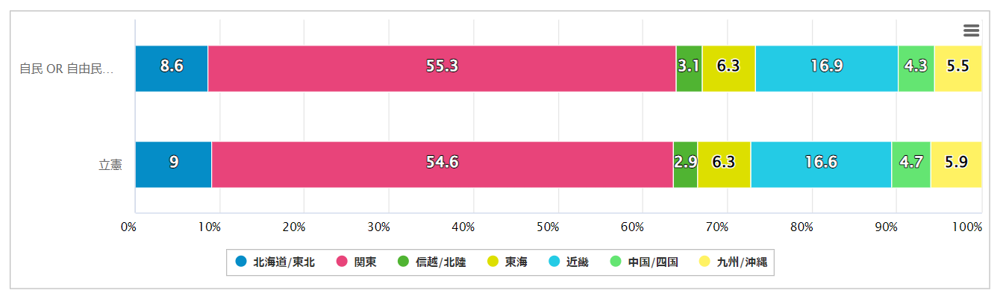 自民 OR 自由民…
8.6 55.3 3.1 6.3 16.9 4.3 5.5
立憲
9 54.6 2.9 6.3 16.6 4.7 5.9
0% 10% 20% 30% 40% 50% 60% 70% 80% 90% 100%
北海道/東北 関東 信越/北陸 東海 近畿 中国/四国 九州/沖縄